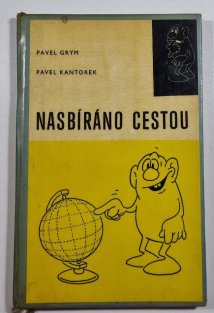 PAVEL GRYM
PAVEL KANTOREK
NASBÍRÁNO CESTOU